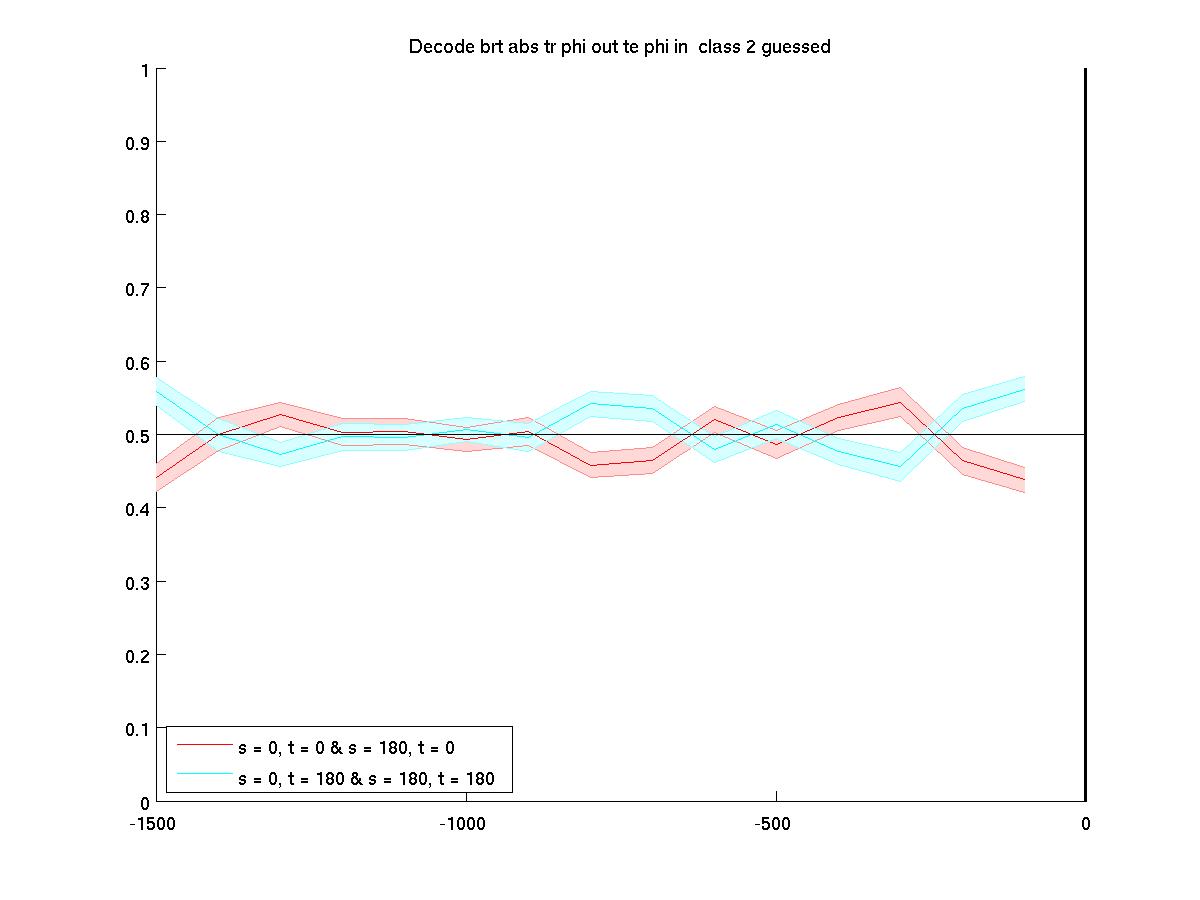 Decode brt abs tr phi out te phi in  class 2 guessed
1
0.9
0.8
0.7
0.6
0.5
0.4
0.3
0.2
0.1
0
s = 0, t = 0 & s = 180, t = 0
s = 0, t = 180 & s = 180, t = 180
-1500 -1000 -500 0